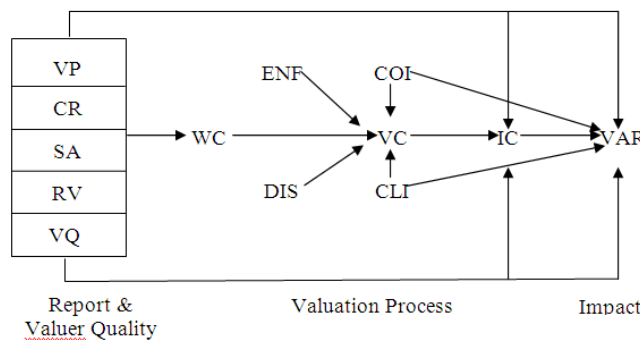 VP
ENF
COI
CR
SA
WC
VC
IC
VAR
RV
DIS
CLI
VQ
Report &
Valuer Quality
Valuation Process
Impact